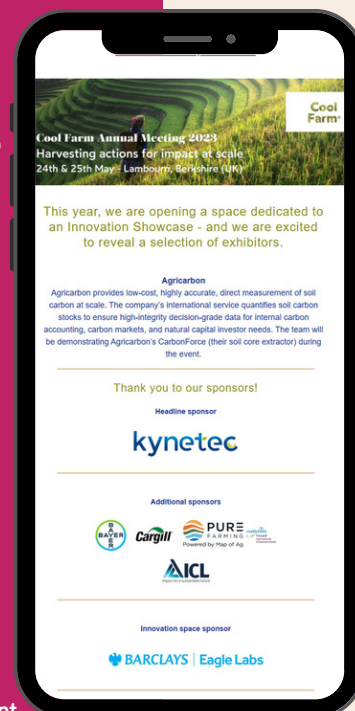 Cool Farm Annual Meeting 2023
Harvesting actions for impact at scale
24th & 25th May - Lambourn, Berkshire (UK)
Cool
Farm
This year, we are opening a space dedicated to
an Innovation Showcase - and we are excited
to reveal a selection of exhibitors.
Agricarbon
Agricarbon provides low-cost, highly accurate, direct measurement of soil
carbon at scale. The company's international service quantifies soil carbon
stocks to ensure high-integrity decision-grade data for internal carbon
accounting, carbon markets, and natural capital investor needs. The team will
be demonstrating Agricarbon's CarbonForce (their soil core extractor) during
the event.
Thank you to our sponsors!
Headline sponsor
kynetec
Additional sponsors
BAYER
BAYER
Cargill
PURE
FARMING
Powered by Map of Ag
ICL
Impact for a sustainable future
Innovation space sponsor
BARCLAYS | Eagle Labs
nt